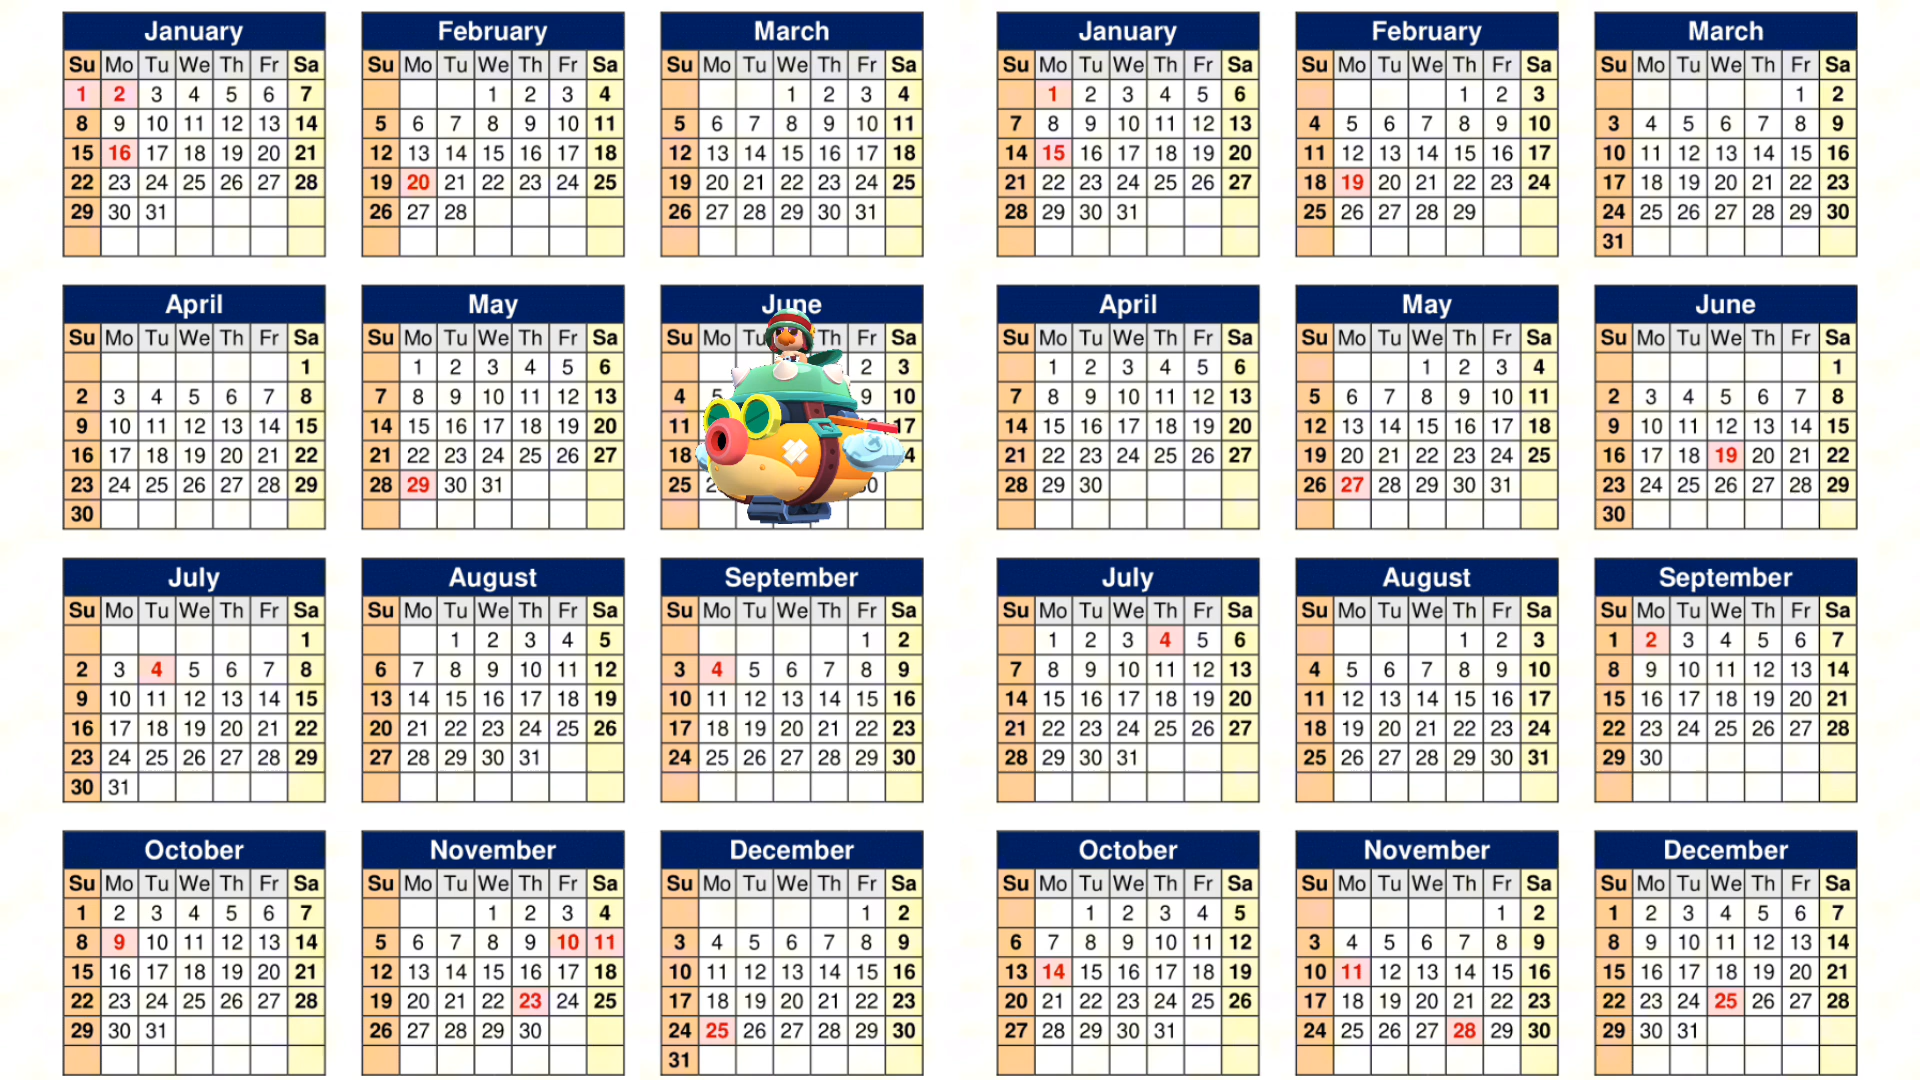 January
Su Mo Tu We Th Fr Sa
1 2 3 4 5 6 7
8 9 10 11 12 13 14
15 16 17 18 19 20 21
22 23 24 25 26 27 28
29 30 31
February
Su Mo Tu We Th Fr Sa
1 2 3 4
5 6 7 8 9 10 11
12 13 14 15 16 17 18
19 20 21 22 23 24 25
26 27 28
March
Su Mo Tu We Th Fr Sa
1 2 3 4
5 6 7 8 9 10 11
12 13 14 15 16 17 18
19 20 21 22 23 24 25
26 27 28 29 30 31
April
Su Mo Tu We Th Fr Sa
1
2 3 4 5 6 7 8
9 10 11 12 13 14 15
16 17 18 19 20 21 22
23 24 25 26 27 28 29
30
May
Su Mo Tu We Th Fr Sa
1 2 3 4 5 6
7 8 9 10 11 12 13
14 15 16 17 18 19 20
21 22 23 24 25 26 27
28 29 30 31
June
Su Mo Tu Th Fr Sa
2 3
4 5 9 10
11 17
18
25
July
Su Mo Tu We Th Fr Sa
1
2 3 4 5 6 7 8
9 10 11 12 13 14 15
16 17 18 19 20 21 22
23 24 25 26 27 28 29
30 31
August
Su Mo Tu We Th Fr Sa
1 2 3 4 5
6 7 8 9 10 11 12
13 14 15 16 17 18 19
20 21 22 23 24 25 26
27 28 29 30 31
September
Su Mo Tu We Th Fr Sa
1 2
3 4 5 6 7 8 9
10 11 12 13 14 15 16
17 18 19 20 21 22 23
24 25 26 27 28 29 30
October
Su Mo Tu We Th Fr Sa
1 2 3 4 5 6 7
8 9 10 11 12 13 14
15 16 17 18 19 20 21
22 23 24 25 26 27 28
29 30 31
November
Su Mo Tu We Th Fr Sa
1 2 3 4
5 6 7 8 9 10 11
12 13 14 15 16 17 18
19 20 21 22 23 24 25
26 27 28 29 30
December
Su Mo Tu We Th Fr Sa
1 2
3 4 5 6 7 8 9
10 11 12 13 14 15 16
17 18 19 20 21 22 23
24 25 26 27 28 29 30
31
January
Su Mo Tu We Th Fr Sa
1 2 3 4 5 6
7 8 9 10 11 12 13
14 15 16 17 18 19 20
21 22 23 24 25 26 27
28 29 30 31
February
Su Mo Tu We Th Fr Sa
1 2 3
4 5 6 7 8 9 10
11 12 13 14 15 16 17
18 19 20 21 22 23 24
25 26 27 28 29
March
Su Mo Tu We Th Fr Sa
1 2
3 4 5 6 7 8 9
10 11 12 13 14 15 16
17 18 19 20 21 22 23
24 25 26 27 28 29 30
31
April
Su Mo Tu We Th Fr Sa
1 2 3 4 5 6
7 8 9 10 11 12 13
14 15 16 17 18 19 20
21 22 23 24 25 26 27
28 29 30
May
Su Mo Tu We Th Fr Sa
1 2 3 4
5 6 7 8 9 10 11
12 13 14 15 16 17 18
19 20 21 22 23 24 25
26 27 28 29 30 31
June
Su Mo Tu We Th Fr Sa
1
2 3 4 5 6 7 8
9 10 11 12 13 14 15
16 17 18 19 20 21 22
23 24 25 26 27 28 29
30
July
Su Mo Tu We Th Fr Sa
1 2 3 4 5 6
7 8 9 10 11 12 13
14 15 16 17 18 19 20
21 22 23 24 25 26 27
28 29 30 31
August
Su Mo Tu We Th Fr Sa
1 2 3
4 5 6 7 8 9 10
11 12 13 14 15 16 17
18 19 20 21 22 23 24
25 26 27 28 29 30 31
September
Su Mo Tu We Th Fr Sa
1 2 3 4 5 6 7
8 9 10 11 12 13 14
15 16 17 18 19 20 21
22 23 24 25 26 27 28
29 30
October
Su Mo Tu We Th Fr Sa
1 2 3 4 5
6 7 8 9 10 11 12
13 14 15 16 17 18 19
20 21 22 23 24 25 26
27 28 29 30 31
November
Su Mo Tu We Th Fr Sa
1 2
3 4 5 6 7 8 9
10 11 12 13 14 15 16
17 18 19 20 21 22 23
24 25 26 27 28 29 30
December
Su Mo Tu We Th Fr Sa
1 2 3 4 5 6 7
8 9 10 11 12 13 14
15 16 17 18 19 20 21
22 23 24 25 26 27 28
29 30 31